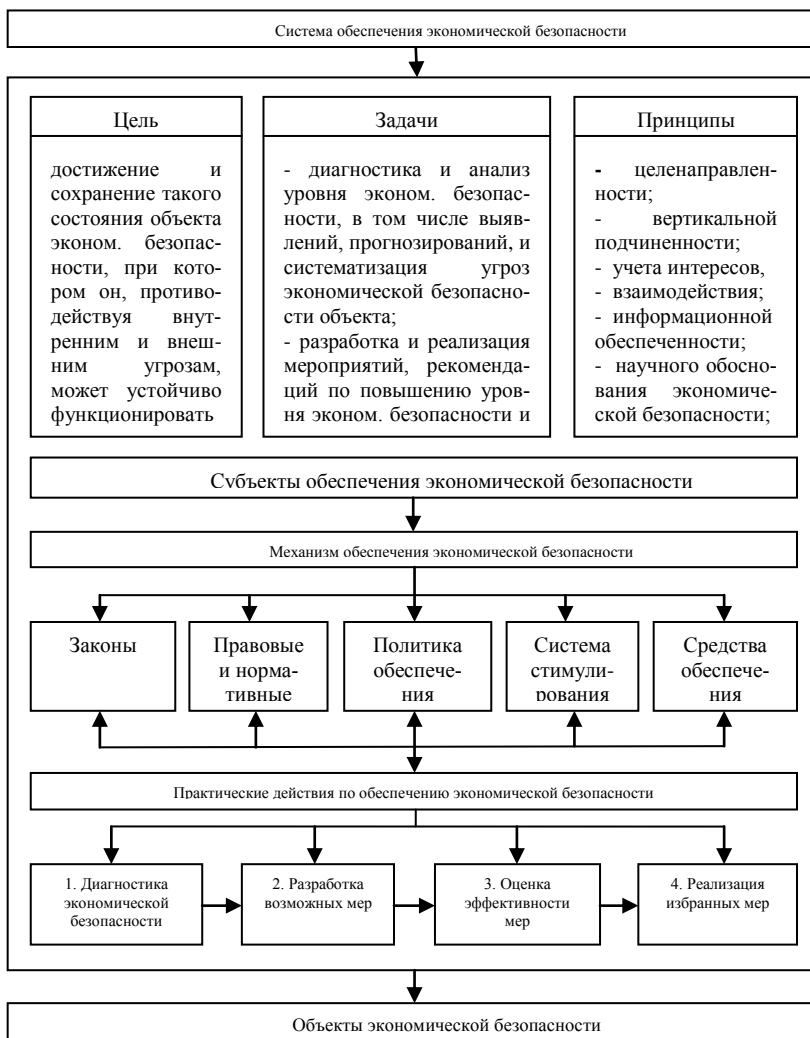 Система обеспечения экономической безопасности
Цель
достижение и
сохранение такого
состояния объекта
эконом. безопас-
ности, при кото-
ром он, противо-
действуя внут-
ренним и внеш-
ним угрозам,
может устойчиво
функционировать
Задачи
- диагностика и анализ
уровня эконом. безопас-
ности, в том числе выяв-
лений, прогнозирований, и
систематизация угроз
экономической безопасно-
сти объекта;
- разработка и реализация
мероприятий, рекоменда-
ций по повышению уров-
ня эконом. безопасности и
Принципы
- целенаправлен-
ности;
- вертикальной
подчиненности;
- учета интересов,
- взаимодействия;
- информационной
обеспеченности;
- научного обосно-
вания экономиче-
ской безопасности;
Субъекты обеспечения экономической безопасности
Механизм обеспечения экономической безопасности
Законы
Правовые
и норма-
тивные
Политика
обеспече-
ния
Система
стимули-
рования
Средства
обеспече-
ния
Практические действия по обеспечению экономической безопасности
1. Диагностика
экономической
безопасности
2. Разработка
возможных мер
3. Оценка
эффективности
мер
4. Реализация
избранных мер
Объекты экономической безопасности